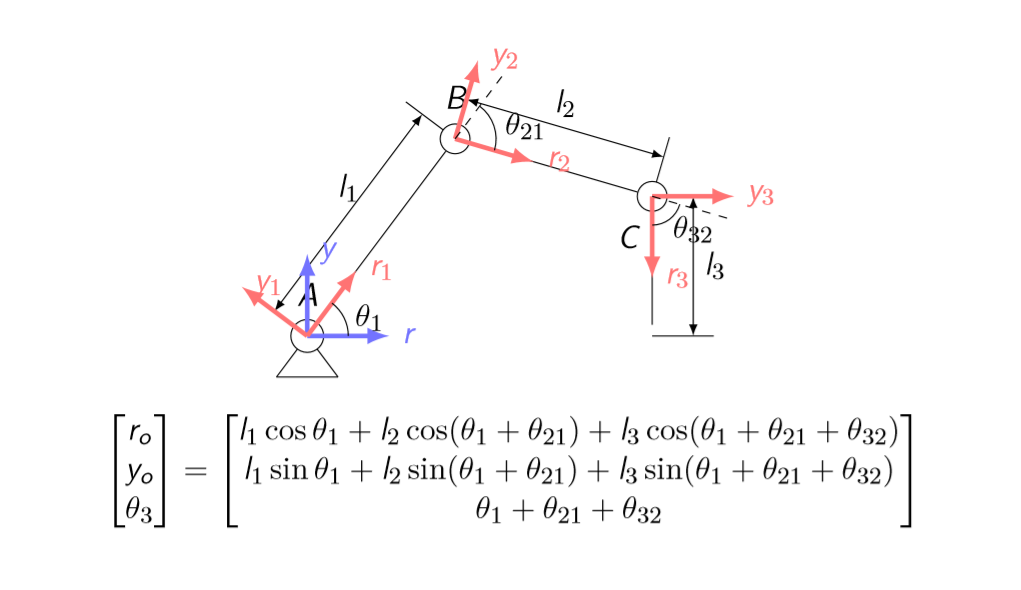 y2
B
l2
θ21
r2
l1
y3
C
θ32
y
r1
r3
l3
y1
A
θ1
r
[ro] = [l1 cos θ1 + l2 cos(θ1 + θ21) + l3 cos(θ1 + θ21 + θ32)]
[yo] = [l1 sin θ1 + l2 sin(θ1 + θ21) + l3 sin(θ1 + θ21 + θ32)]
[θ3] = [θ1 + θ21 + θ32]